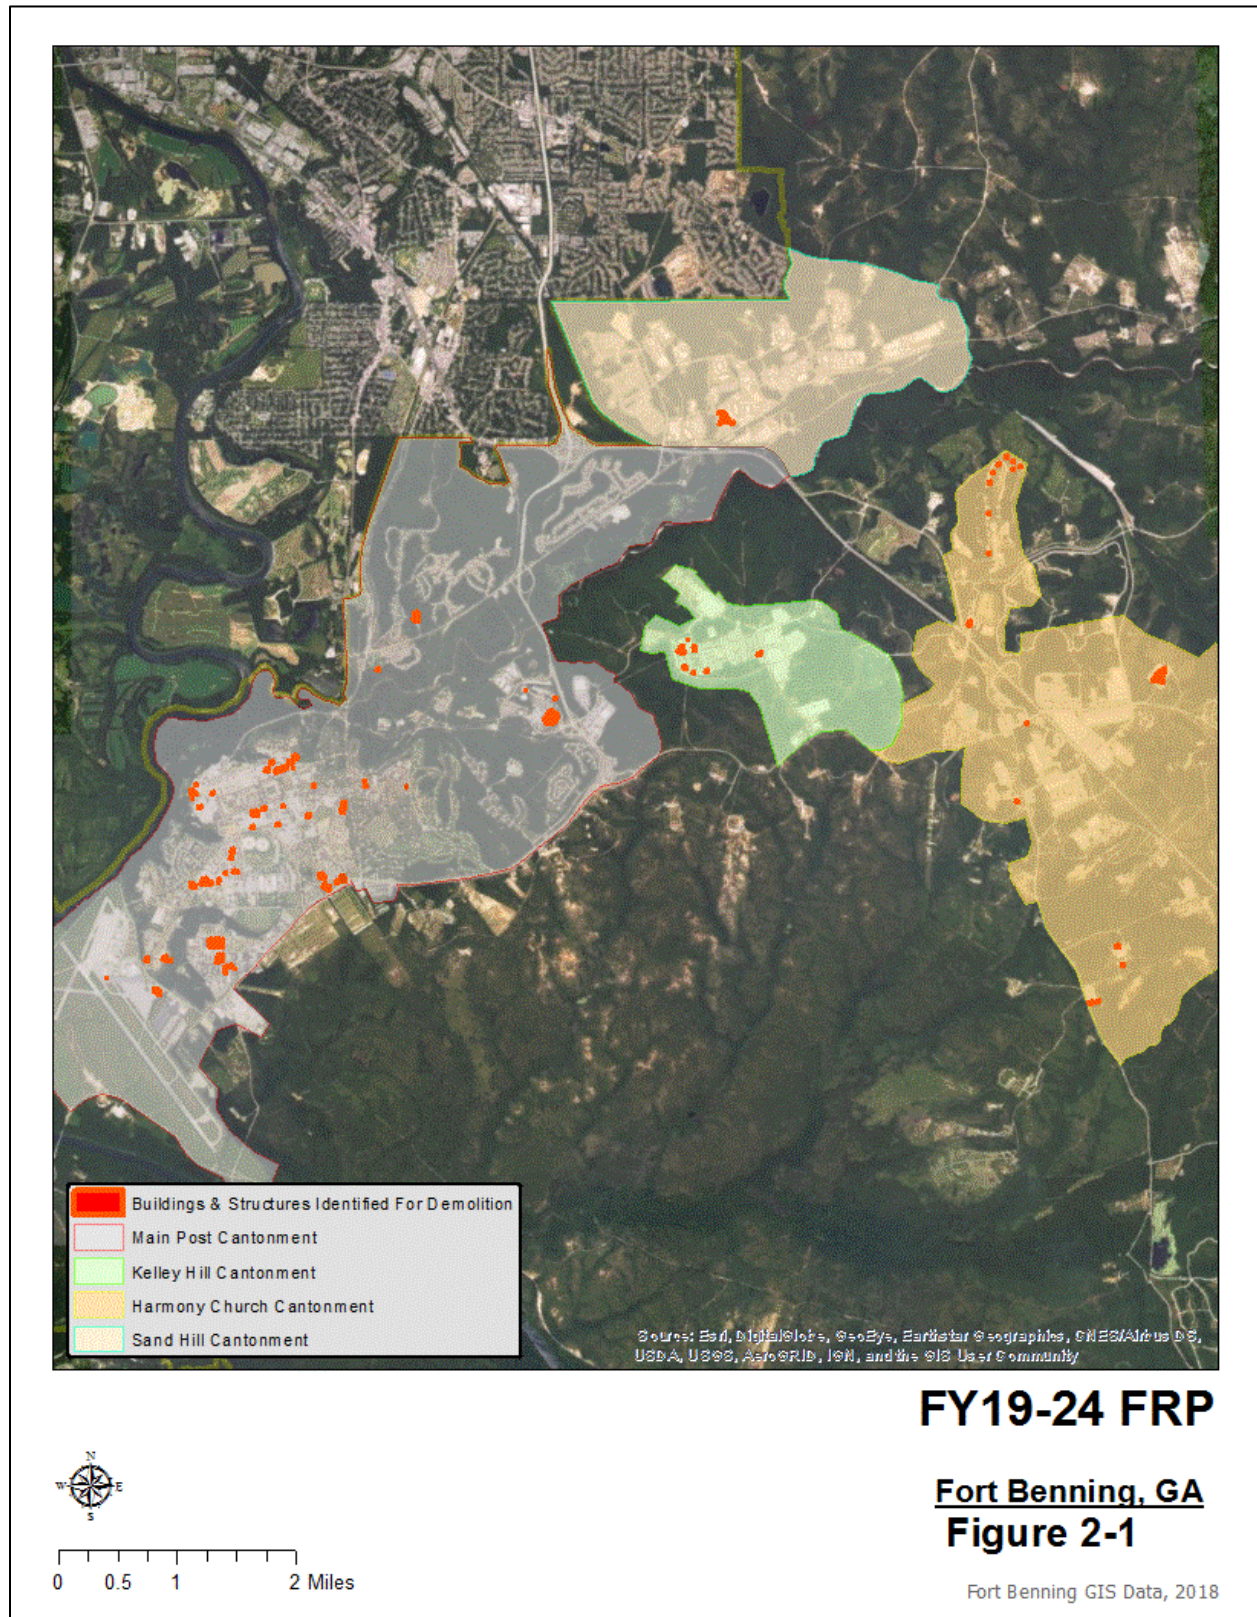 Buildings & Structures Identified For Demolition
Main Post Cantonment
Kelley Hill Cantonment
Harmony Church Cantonment
Sand Hill Cantonment
Source: Esri, DigitalGlobe, GeoEye, Earthstar Geographics, CNES/Airbus DS,
USDA, USGS, AeroGRID, IGN, and the GIS User Community
FY19-24 FRP
N
W E
S
Fort Benning, GA
Figure 2-1
0 0.5 1 2 Miles
Fort Benning GIS Data, 2018